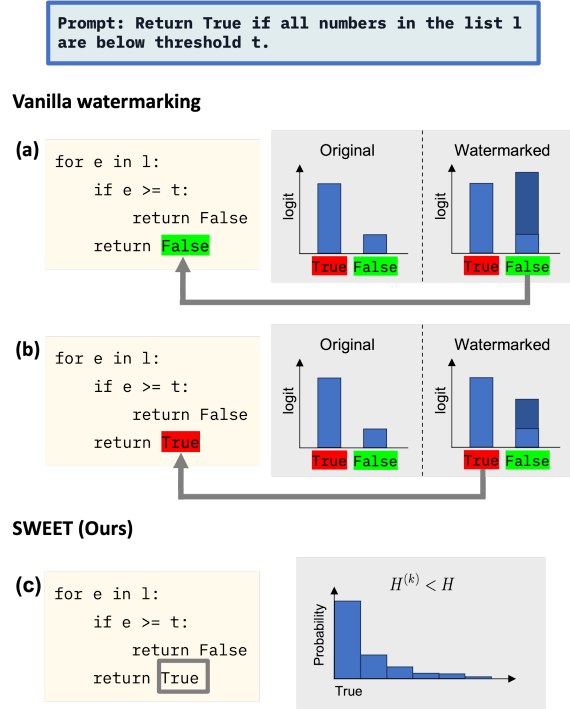 Prompt: Return True if all numbers in the list l
are below threshold t.
Vanilla watermarking
(a)
for e in l:
if e >= t:
return False
return False
Original
logit
True False
Watermarked
logit
True False
(b)
for e in l:
if e >= t:
return False
return True
Original
logit
True False
Watermarked
logit
True False
SWEET (Ours)
(c)
for e in l:
if e >= t:
return False
return True
H^{(k)} < H
Probability
True